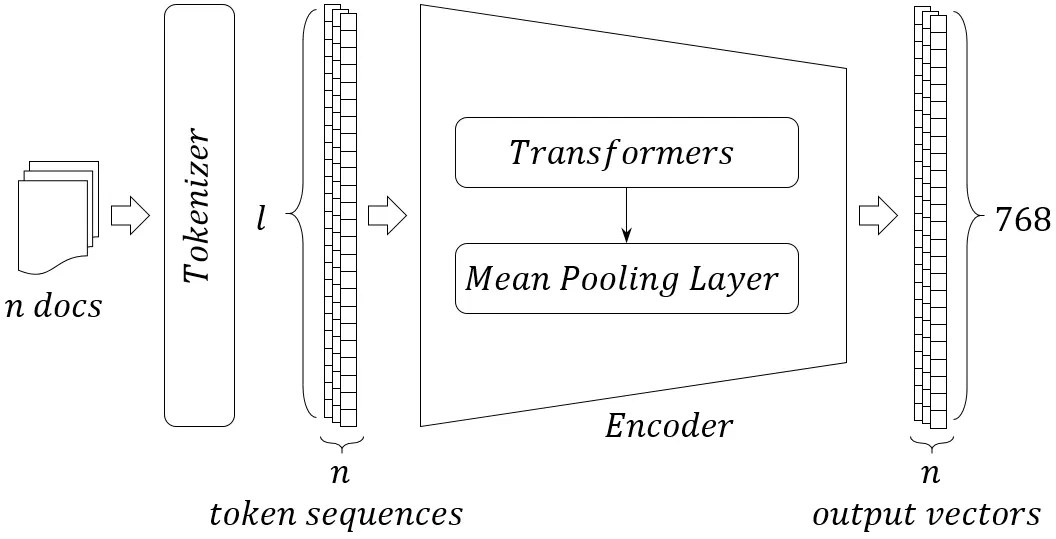 n docs
Tokenizer
l
n
token sequences
Transformers
Mean Pooling Layer
Encoder
768
n
output vectors